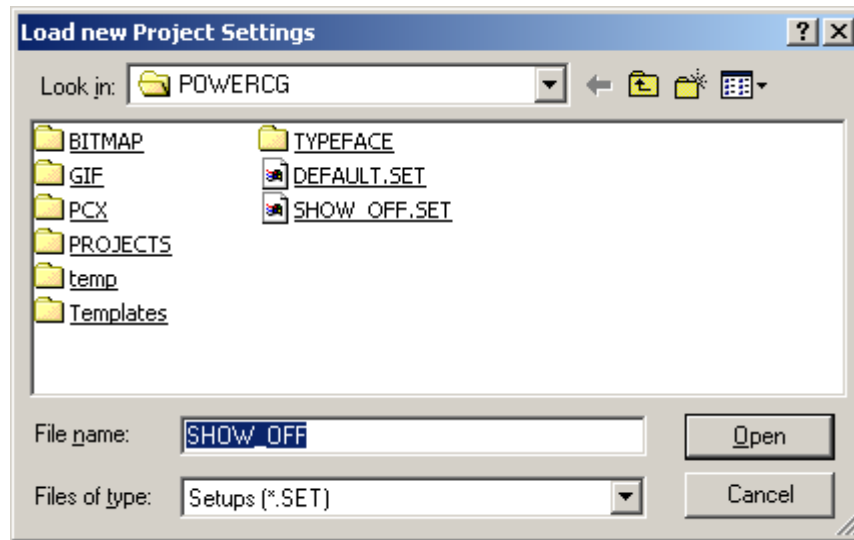 Load new Project Settings
Look in: POWERCG
BITMAP
GIF
PCX
PROJECTS
temp
Templates
TYPEFACE
DEFAULT.SET
SHOW_OFF.SET
File name: SHOW_OFF
Open
Files of type: Setups (*.SET)
Cancel